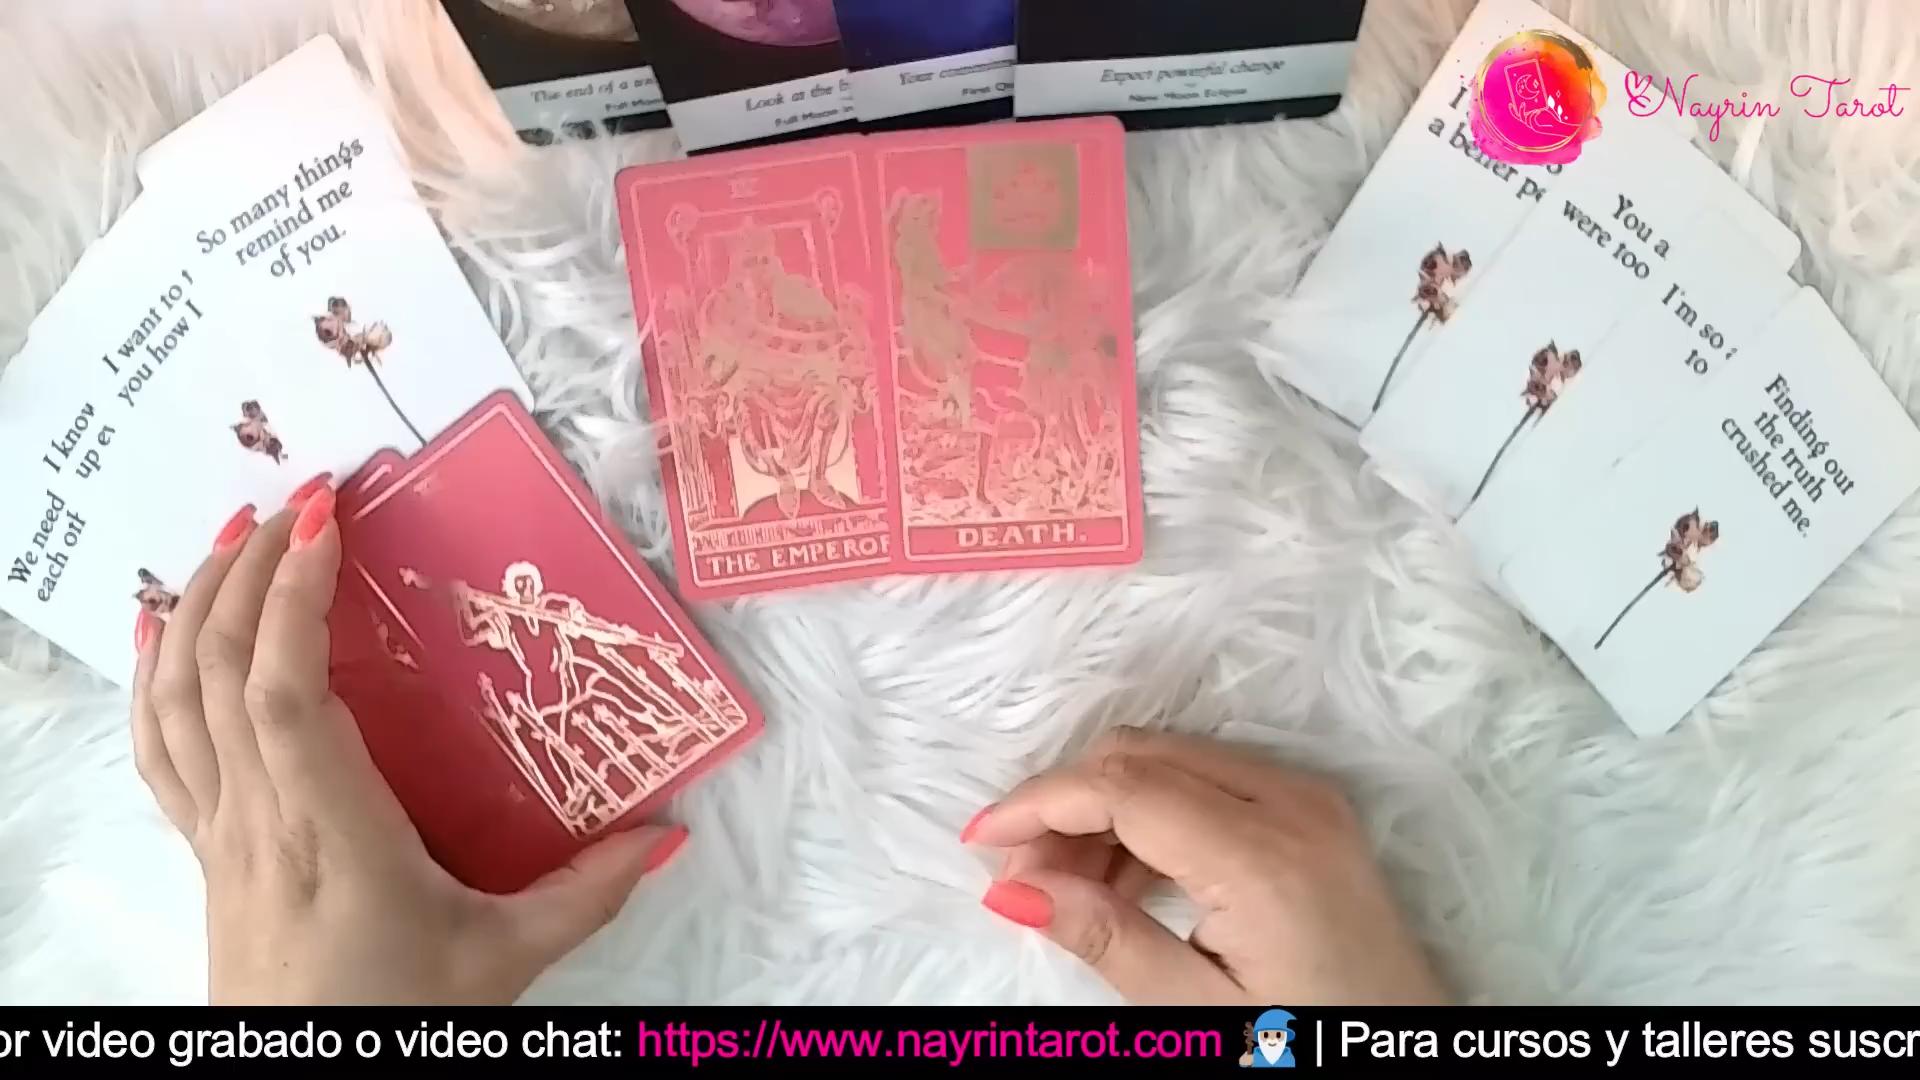 The end of a
Full Moon
Look at the
Full Moon in
Your
First
Expect powerful change
New Moon Eclipse
Nayrin Tarot
So many things
remind me
of you.
I want to
you how I
I know
up
We need
each
IV
THE EMPEROR
DEATH.
I
a better
You a
were too
I'm so
to
Finding out
the truth
crushed me.
or video grabado o video chat: https://www.nayrintarot.com 🧙🏼‍♂️ | Para cursos y talleres suscr